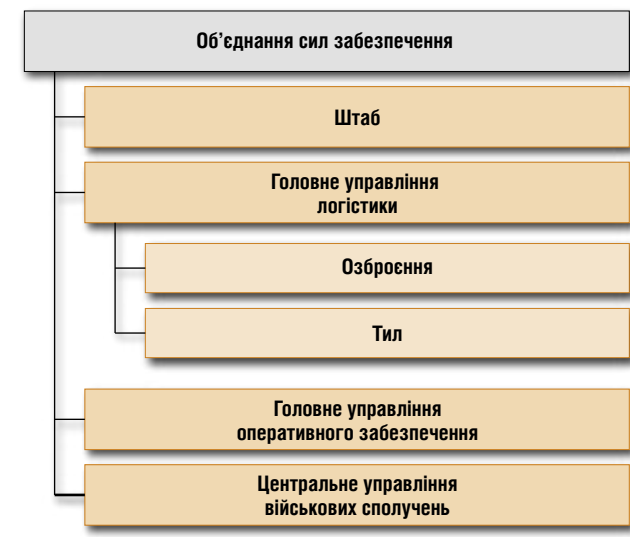 Об’єднання сил забезпечення
Штаб
Головне управління
логістики
Озброєння
Тил
Головне управління
оперативного забезпечення
Центральне управління
військових сполучень